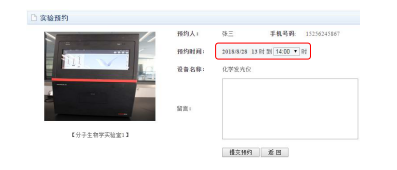 实验预约
预约人： 张三 手机号码： 13256245867
预约时间： 2018/8/28 13 时 到 14:00 时
设备名称： 化学发光仪
留言：
【分子生物学实验室1】
提交预约 返 回